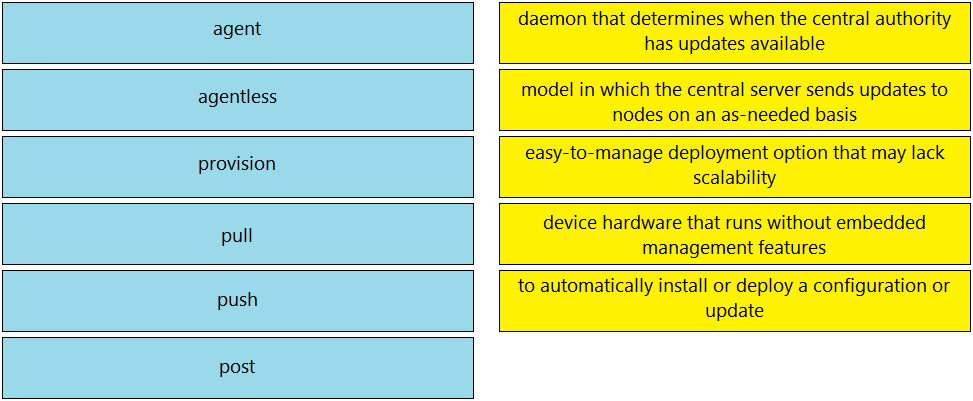 agent
agentless
provision
pull
push
post
daemon that determines when the central authority
has updates available
model in which the central server sends updates to
nodes on an as-needed basis
easy-to-manage deployment option that may lack
scalability
device hardware that runs without embedded
management features
to automatically install or deploy a configuration or
update